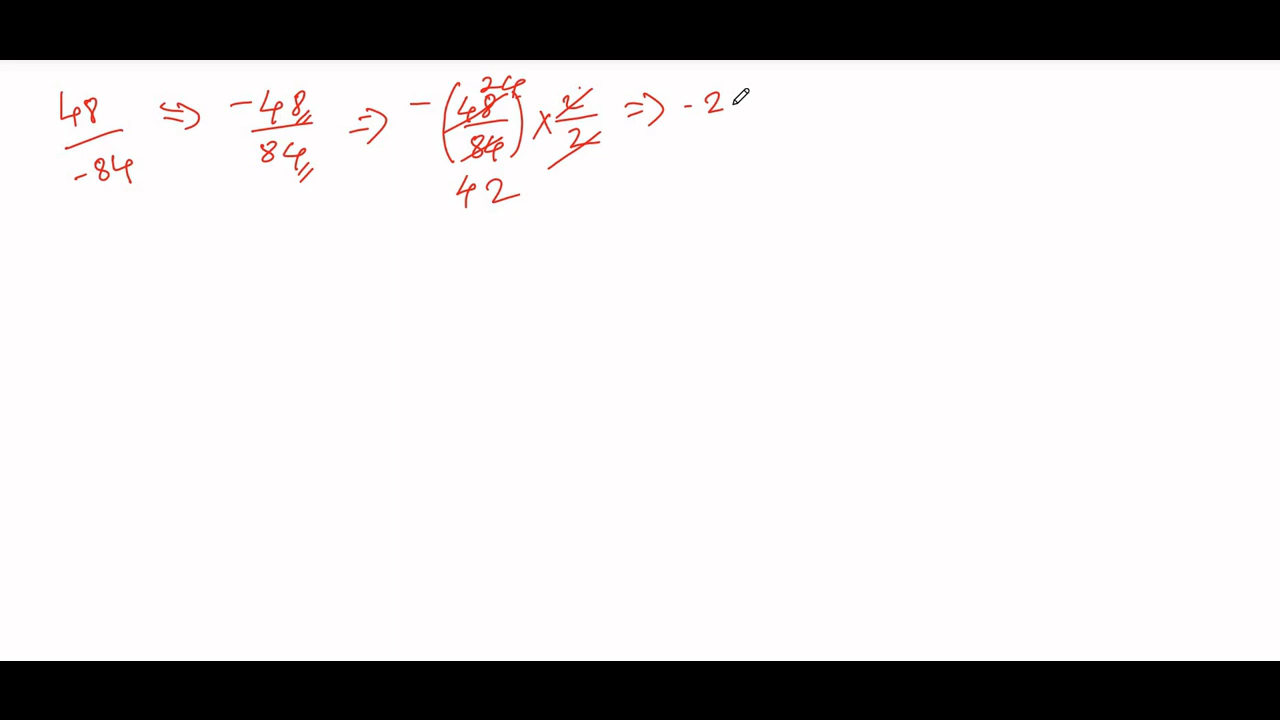 48/-84 => -48/84 => -(48/84) 24 42 × 2/2 => -2